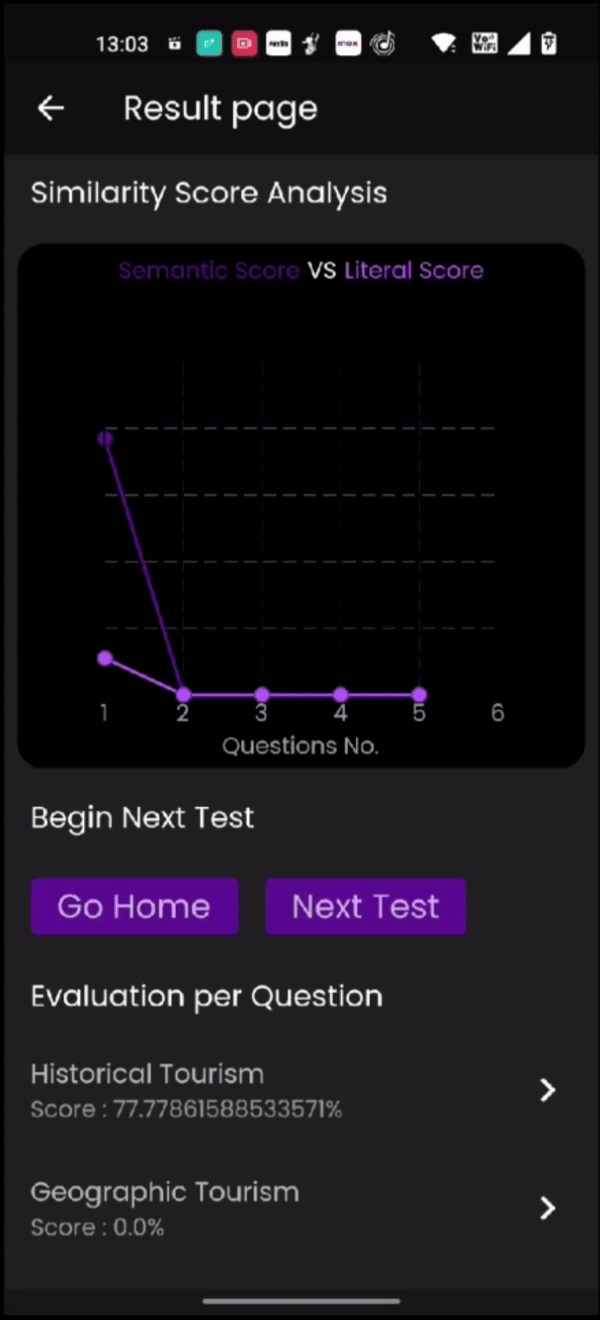 13:03
Result page
Similarity Score Analysis
Semantic Score VS Literal Score
1 2 3 4 5 6
Questions No.
Begin Next Test
Go Home Next Test
Evaluation per Question
Historical Tourism
Score : 77.77861588533571%
Geographic Tourism
Score : 0.0%